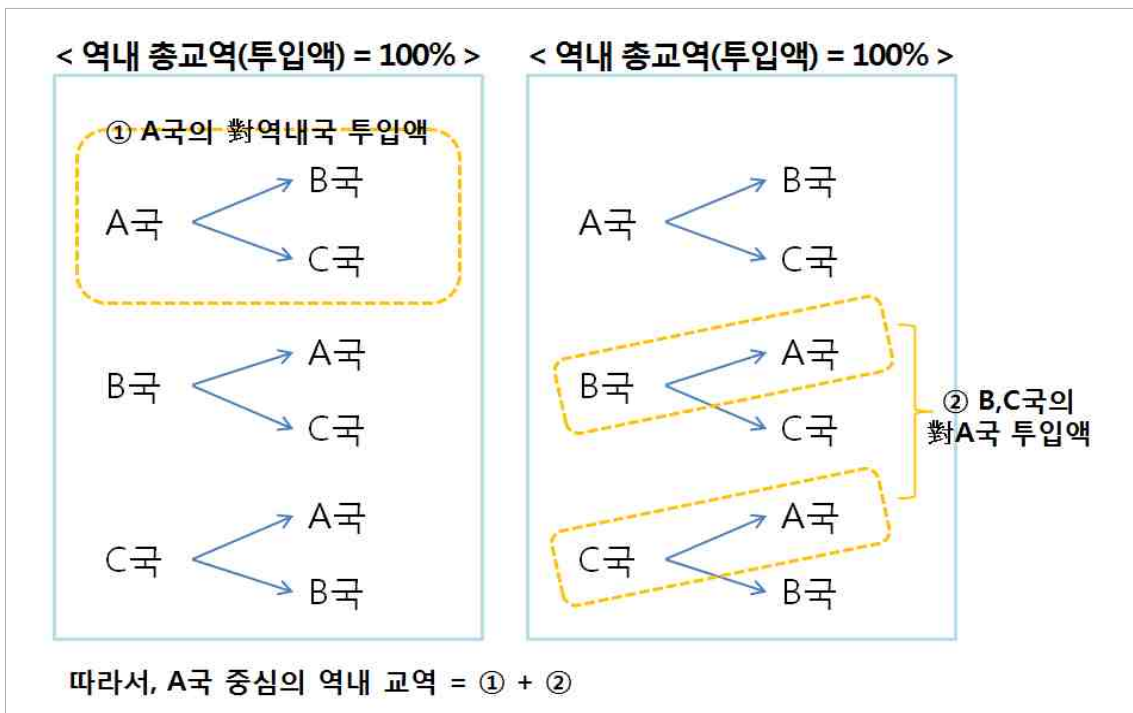 < 역내 총교역(투입액) = 100% >
① A국의 對역내국 투입액
A국
B국
C국
B국
A국
C국
C국
A국
B국
< 역내 총교역(투입액) = 100% >
A국
B국
C국
B국
A국
C국
C국
A국
B국
② B,C국의
對A국 투입액
따라서, A국 중심의 역내 교역 = ① + ②